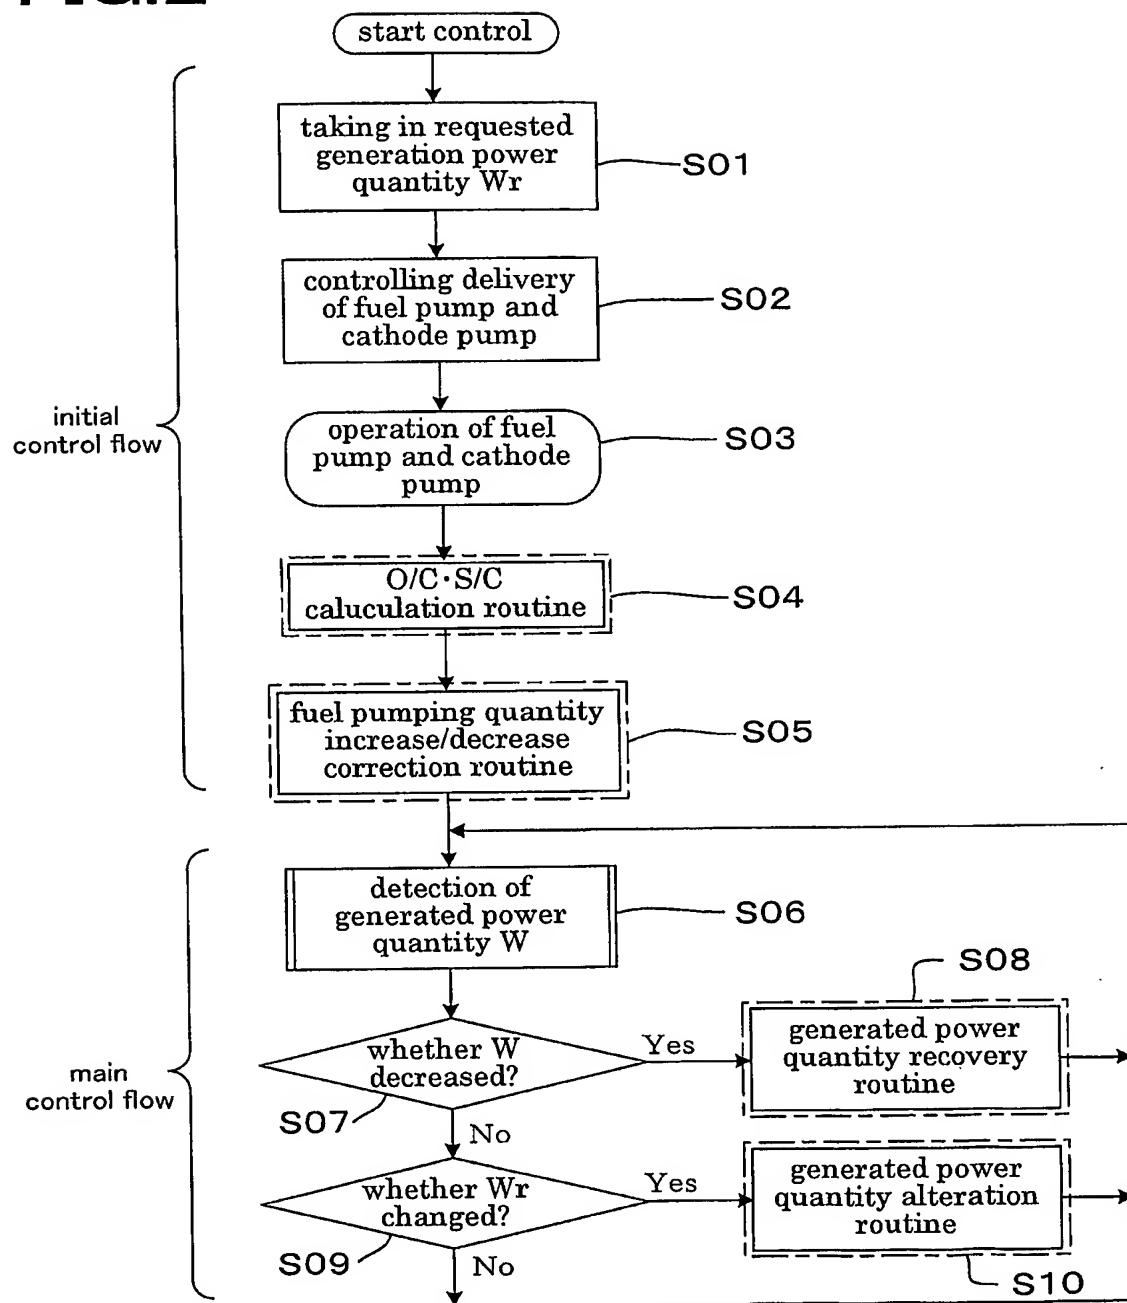 start control
taking in requested
generation power
quantity Wr
S01
controlling delivery
of fuel pump and
cathode pump
S02
initial
control flow
operation of fuel
pump and cathode
pump
S03
O/C·S/C
caluculation routine
S04
fuel pumping quantity
increase/decrease
correction routine
S05
detection of
generated power
quantity W
S06
main
control flow
whether W
decreased?
S07
Yes
No
generated power
quantity recovery
routine
S08
whether Wr
changed?
S09
Yes
No
generated power
quantity alteration
routine
S10